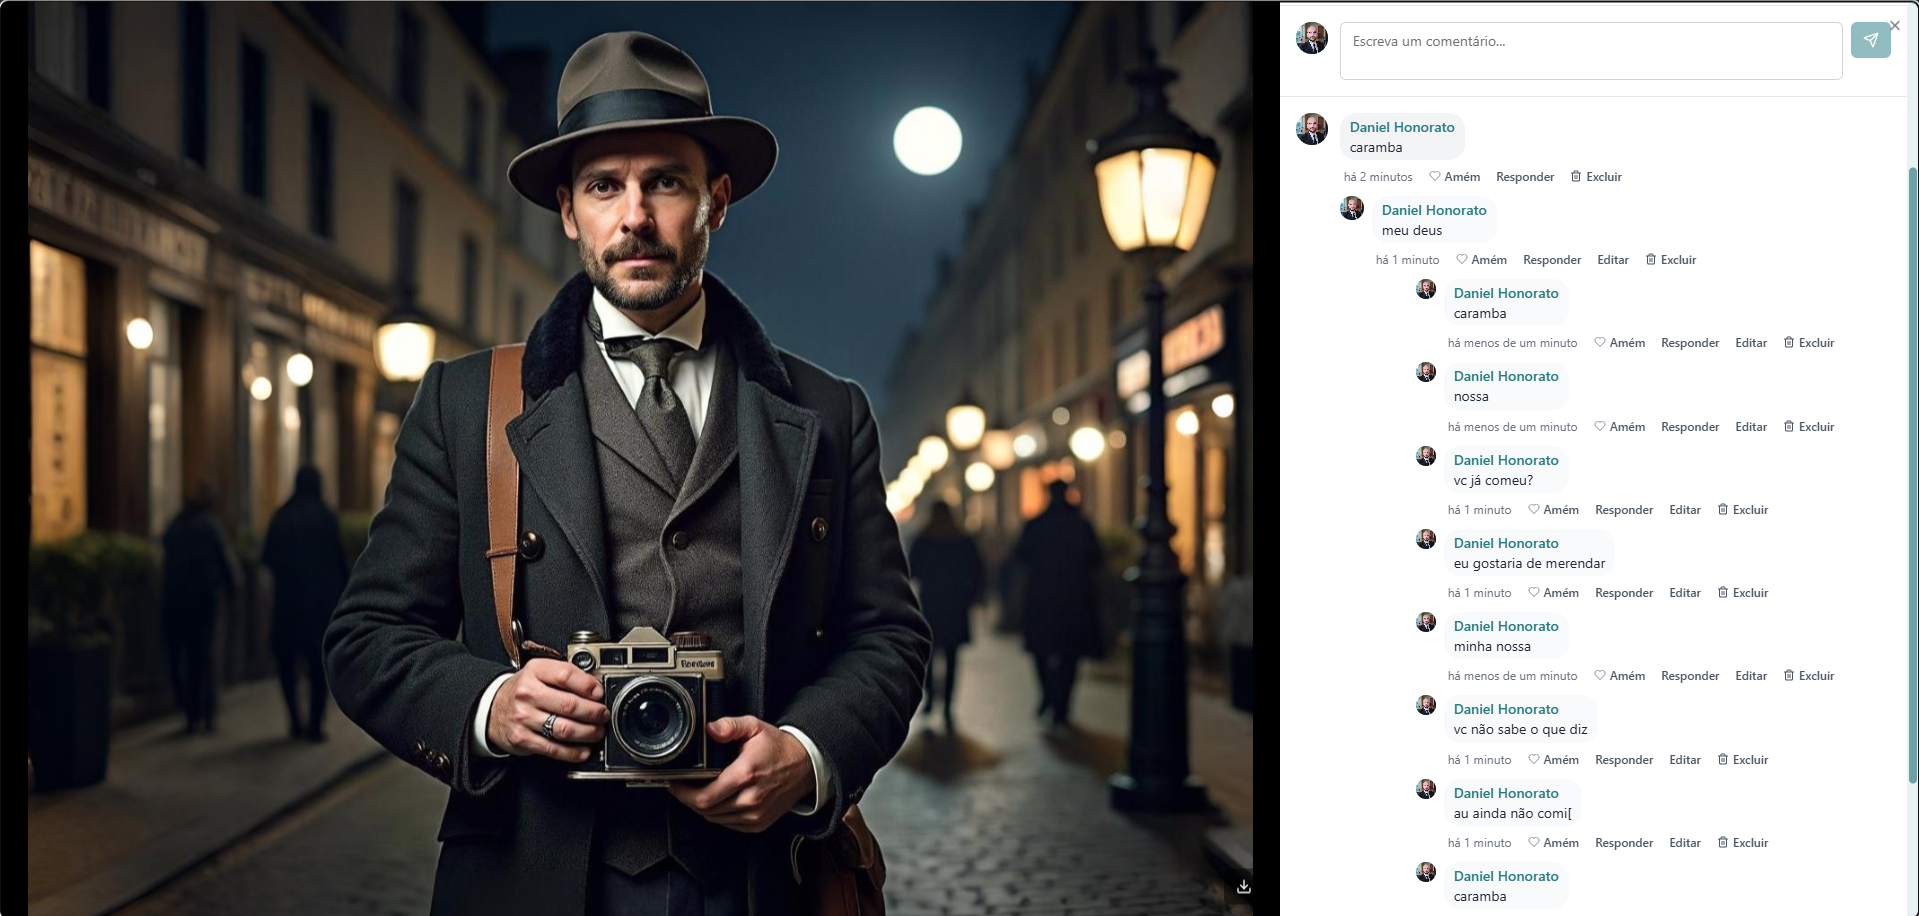 Escreva um comentário...
Daniel Honorato
caramba
há 2 minutos Amém Responder Excluir
Daniel Honorato
meu deus
há 1 minuto Amém Responder Editar Excluir
Daniel Honorato
caramba
há menos de um minuto Amém Responder Editar Excluir
Daniel Honorato
nossa
há menos de um minuto Amém Responder Editar Excluir
Daniel Honorato
vc já comeu?
há 1 minuto Amém Responder Editar Excluir
Daniel Honorato
eu gostaria de merendar
há 1 minuto Amém Responder Editar Excluir
Daniel Honorato
minha nossa
há menos de um minuto Amém Responder Editar Excluir
Daniel Honorato
vc não sabe o que diz
há 1 minuto Amém Responder Editar Excluir
Daniel Honorato
au ainda não comi[
há 1 minuto Amém Responder Editar Excluir
Daniel Honorato
caramba